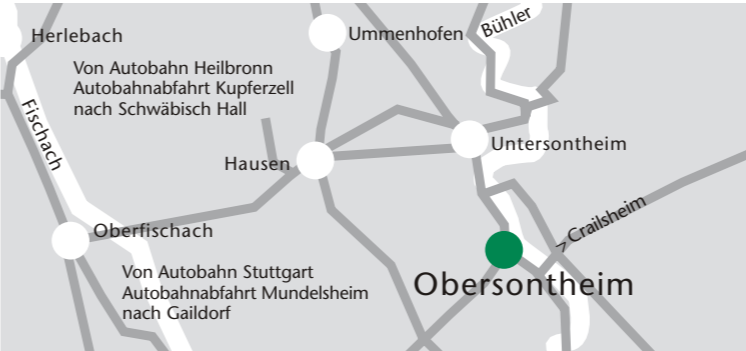 Herlebach
Ummenhofen
Bühler
Von Autobahn Heilbronn
Autobahnabfahrt Kupferzell
nach Schwäbisch Hall
Fischach
Hausen
Untersontheim
Oberfischach
> Crailsheim
Von Autobahn Stuttgart
Autobahnabfahrt Mundelsheim
nach Gaildorf
Obersontheim